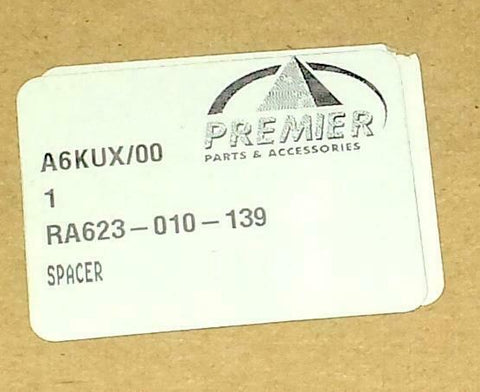 PREMIER
PARTS & ACCESSORIES
A6KUX/00
1
RA623-010-139
SPACER